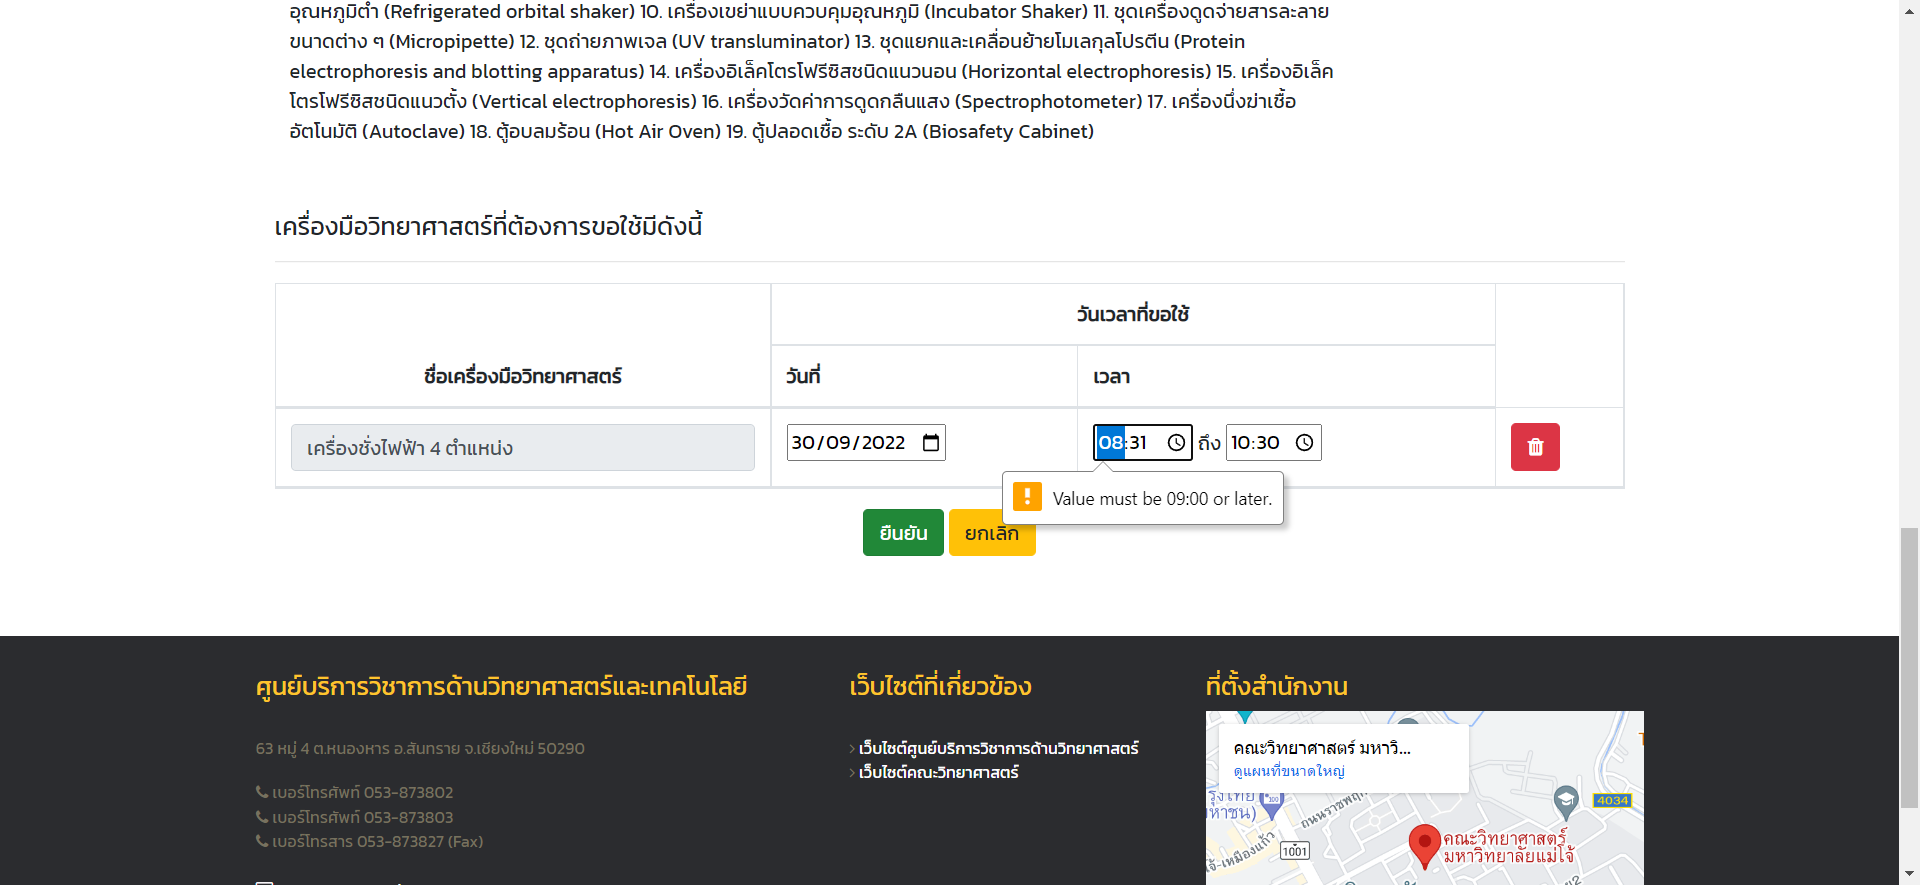 อุณหภูมิต่ำ (Refrigerated orbital shaker) 10. เครื่องเขย่าแบบควบคุมอุณหภูมิ (Incubator Shaker) 11. ชุดเครื่องดูดจ่ายสารละลาย
ขนาดต่าง ๆ (Micropipette) 12. ชุดถ่ายภาพเจล (UV transluminator) 13. ชุดแยกและเคลื่อนย้ายโมเลกุลโปรตีน (Protein
electrophoresis and blotting apparatus) 14. เครื่องอิเล็คโตรโฟรีซิสชนิดแนวนอน (Horizontal electrophoresis) 15. เครื่องอิเล็ค
โตรโฟรีซิสชนิดแนวตั้ง (Vertical electrophoresis) 16. เครื่องวัดค่าการดูดกลืนแสง (Spectrophotometer) 17. เครื่องนึ่งฆ่าเชื้อ
อัตโนมัติ (Autoclave) 18. ตู้อบลมร้อน (Hot Air Oven) 19. ตู้ปลอดเชื้อ ระดับ 2A (Biosafety Cabinet)
เครื่องมือวิทยาศาสตร์ที่ต้องการขอใช้มีดังนี้
วันเวลาที่ขอใช้
ชื่อเครื่องมือวิทยาศาสตร์ วันที่ เวลา
เครื่องชั่งไฟฟ้า 4 ตำแหน่ง 30/09/2022 08:31 ถึง 10:30
Value must be 09:00 or later.
ยืนยัน ยกเลิก
ศูนย์บริการวิชาการด้านวิทยาศาสตร์และเทคโนโลยี
63 หมู่ 4 ต.หนองหาร อ.สันทราย จ.เชียงใหม่ 50290
เบอร์โทรศัพท์ 053-873802
เบอร์โทรศัพท์ 053-873803
เบอร์โทรสาร 053-873827 (Fax)
เว็บไซต์ที่เกี่ยวข้อง
› เว็บไซต์ศูนย์บริการวิชาการด้านวิทยาศาสตร์
› เว็บไซต์คณะวิทยาศาสตร์
ที่ตั้งสำนักงาน
คณะวิทยาศาสตร์ มหาวิ...
ดูแผนที่ขนาดใหญ่
4034
1001
คณะวิทยาศาสตร์
มหาวิทยาลัยแม่โจ้